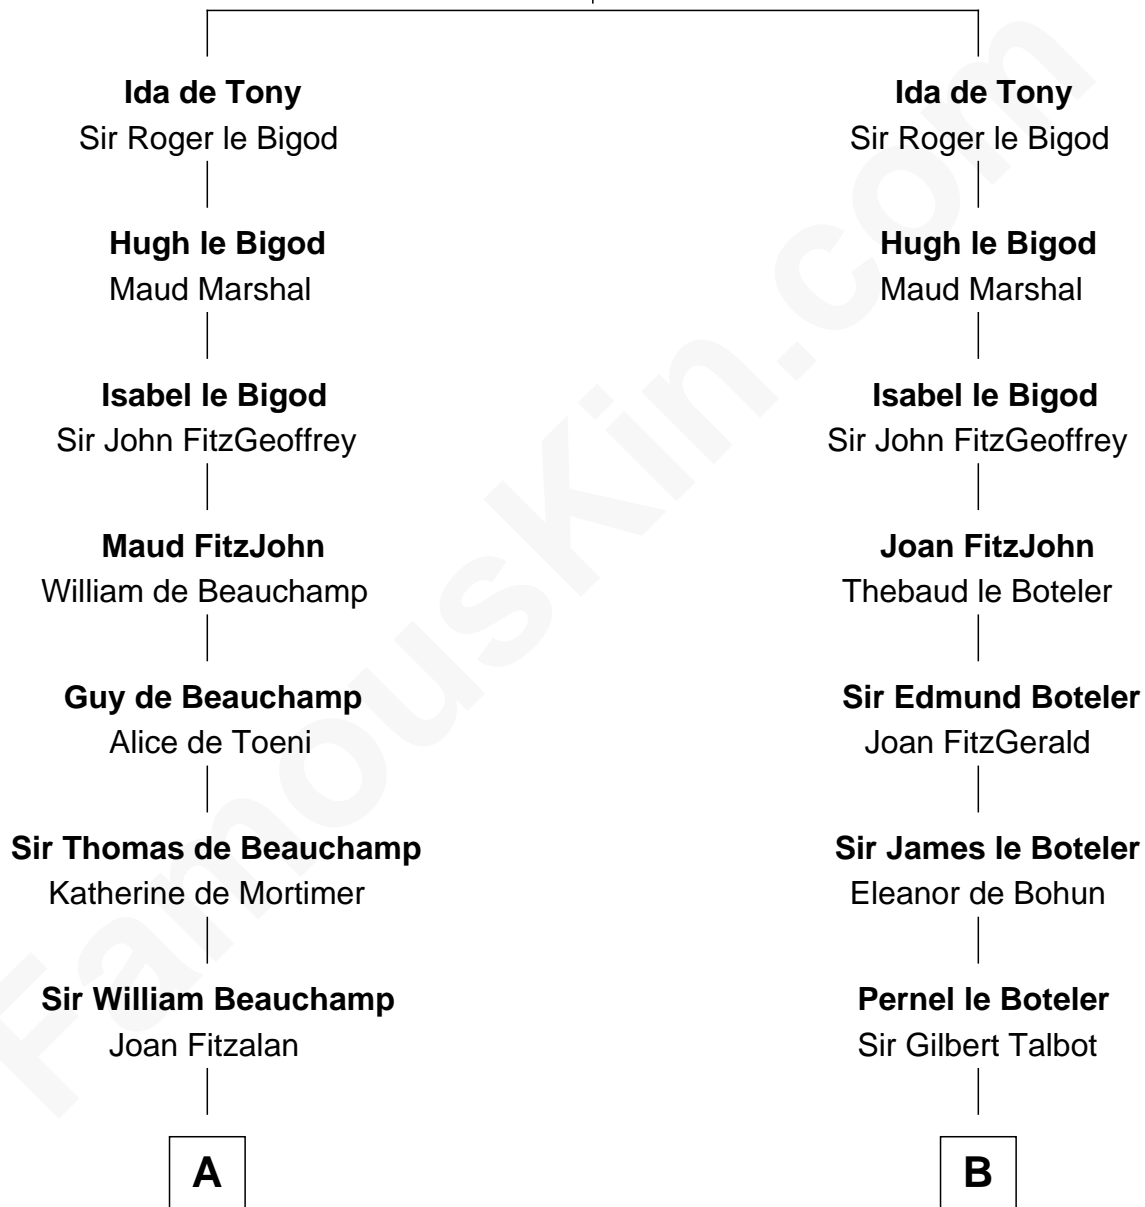 Ida de Tony
Sir Roger le Bigod
Hugh le Bigod
Maud Marshal
Isabel le Bigod
Sir John FitzGeoffrey
Maud FitzJohn
William de Beauchamp
Guy de Beauchamp
Alice de Toeni
Sir Thomas de Beauchamp
Katherine de Mortimer
Sir William Beauchamp
Joan Fitzalan
A
Ida de Tony
Sir Roger le Bigod
Hugh le Bigod
Maud Marshal
Isabel le Bigod
Sir John FitzGeoffrey
Joan FitzJohn
Thebaud le Boteler
Sir Edmund Boteler
Joan FitzGerald
Sir James le Boteler
Eleanor de Bohun
Pernel le Boteler
Sir Gilbert Talbot
B
FamousKin.com